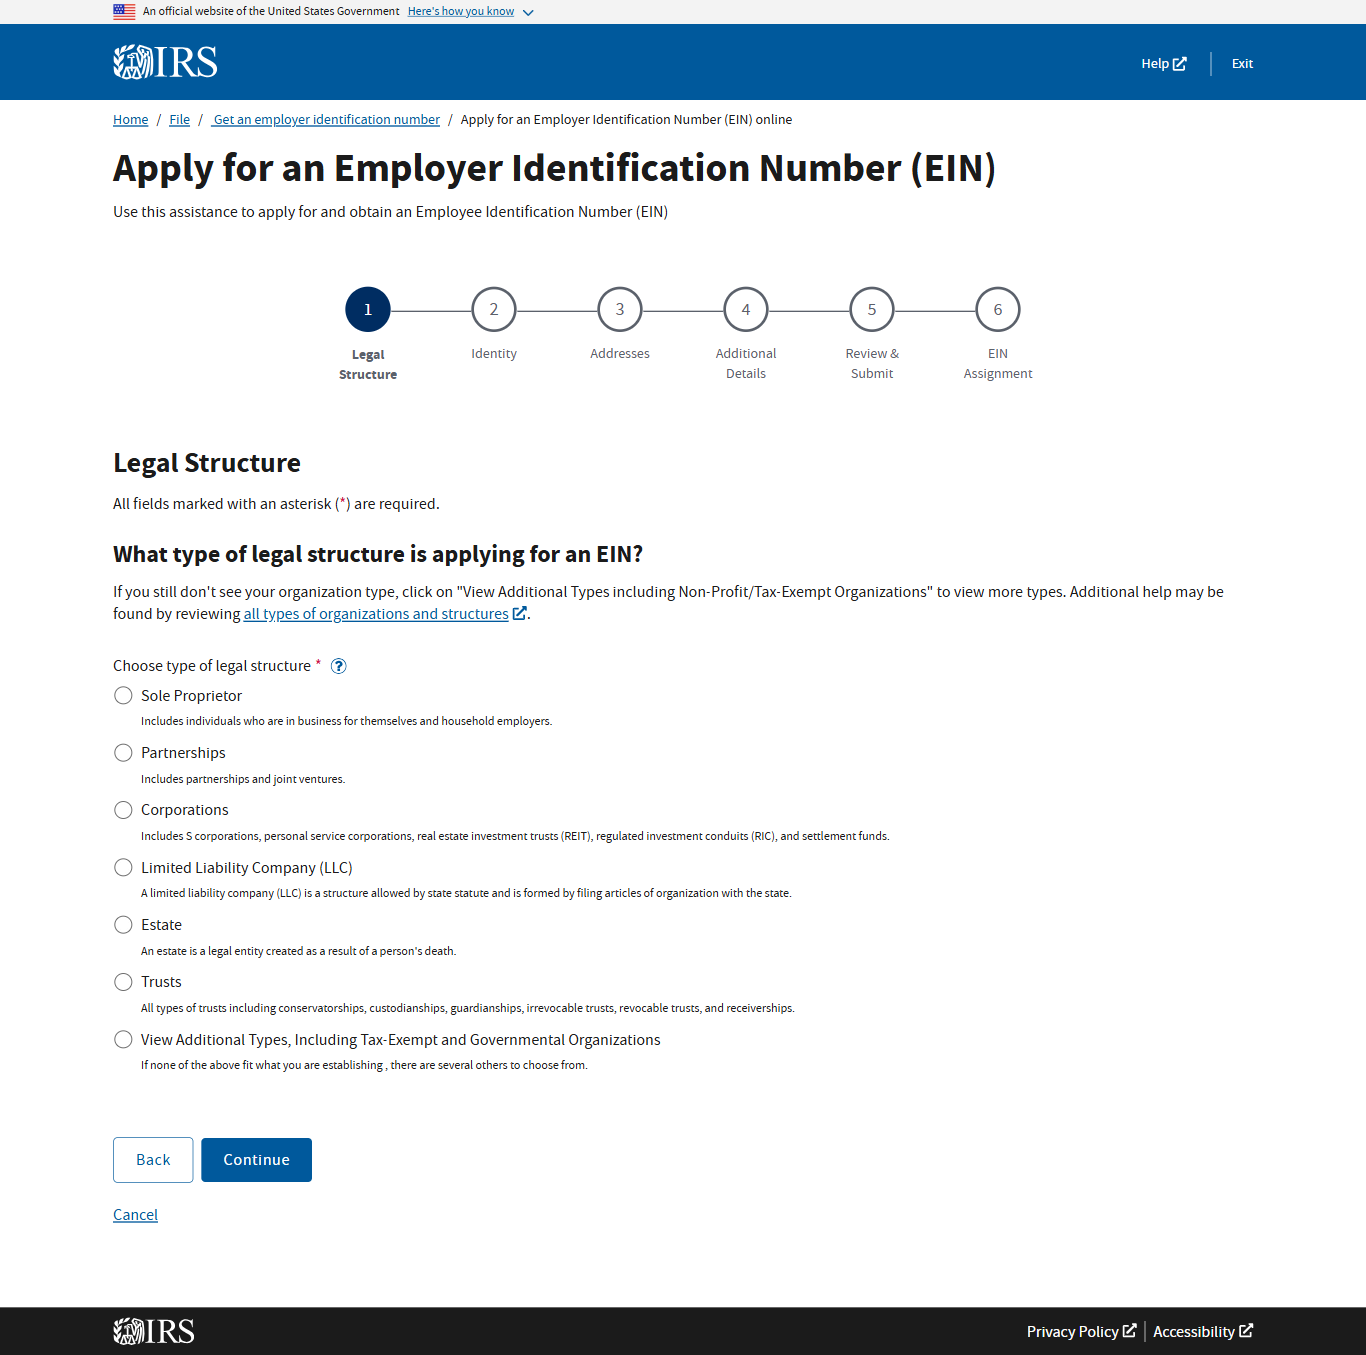 An official website of the United States Government Here's how you know
IRS
Help
Exit
Home / File / Get an employer identification number / Apply for an Employer Identification Number (EIN) online
Apply for an Employer Identification Number (EIN)
Use this assistance to apply for and obtain an Employee Identification Number (EIN)
1 2 3 4 5 6
Legal Identity Addresses Additional Review & EIN
Structure Details Submit Assignment
Legal Structure
All fields marked with an asterisk (*) are required.
What type of legal structure is applying for an EIN?
If you still don't see your organization type, click on "View Additional Types including Non-Profit/Tax-Exempt Organizations" to view more types. Additional help may be
found by reviewing all types of organizations and structures.
Choose type of legal structure * ?
Sole Proprietor
Includes individuals who are in business for themselves and household employers.
Partnerships
Includes partnerships and joint ventures.
Corporations
Includes S corporations, personal service corporations, real estate investment trusts (REIT), regulated investment conduits (RIC), and settlement funds.
Limited Liability Company (LLC)
A limited liability company (LLC) is a structure allowed by state statute and is formed by filing articles of organization with the state.
Estate
An estate is a legal entity created as a result of a person's death.
Trusts
All types of trusts including conservatorships, custodianships, guardianships, irrevocable trusts, revocable trusts, and receiverships.
View Additional Types, Including Tax-Exempt and Governmental Organizations
If none of the above fit what you are establishing , there are several others to choose from.
Back Continue
Cancel
IRS
Privacy Policy Accessibility